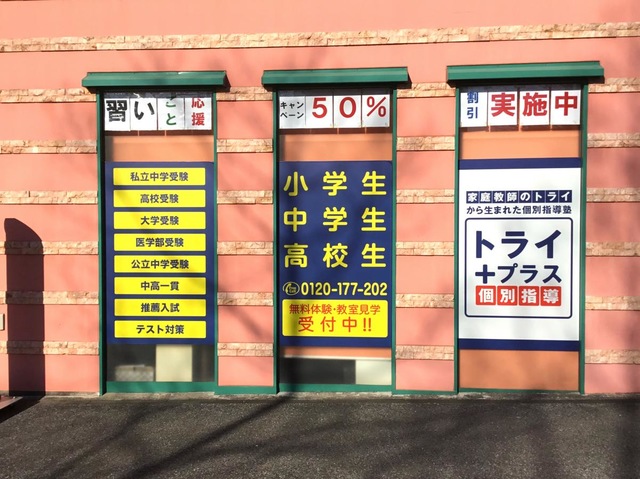 習い
ごと
応援
キャン
ペーン
50%
割引
実施中
私立中学受験
高校受験
大学受験
医学部受験
公立中学受験
中高一貫
推薦入試
テスト対策
小学生
中学生
高校生
0120-177-202
無料体験・教室見学
受付中!!
家庭教師のトライ
から生まれた個別指導塾
トライ
+プラス
個別指導